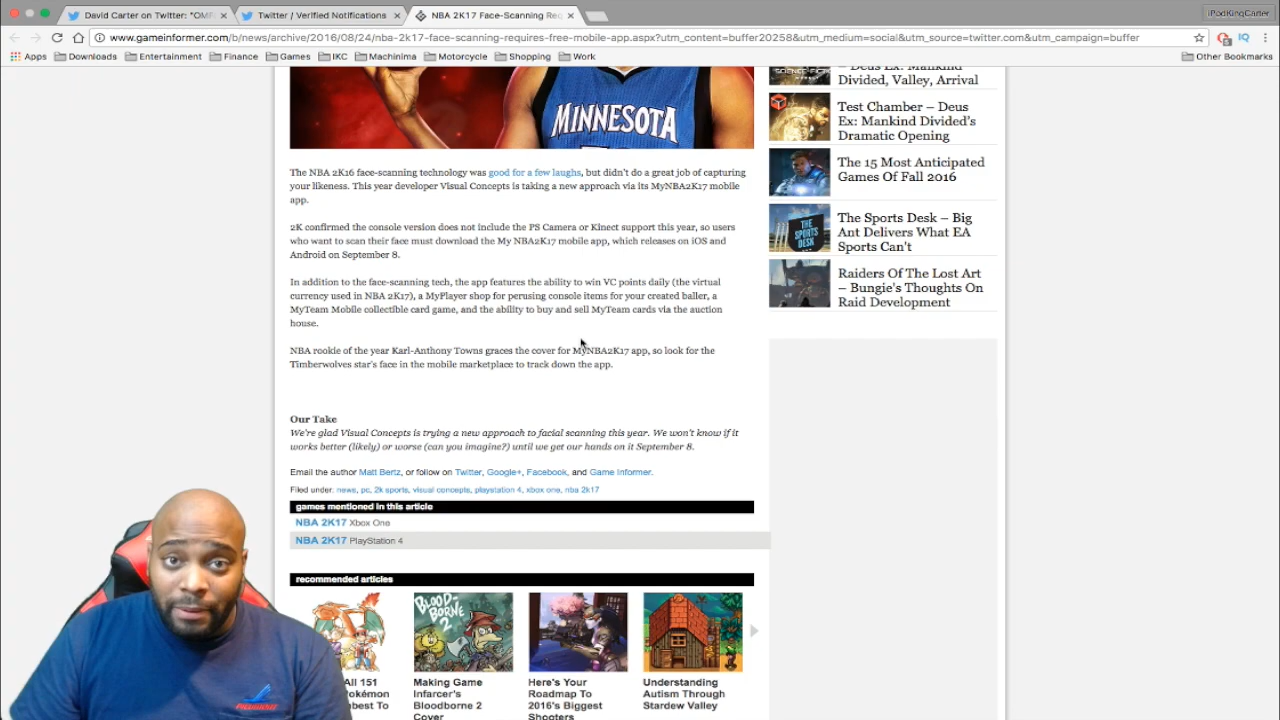 David Carter on Twitter: "OMF
Twitter / Verified Notifications
NBA 2K17 Face-Scanning Req
iPadKingCarter
www.gameinformer.com/b/news/archive/2016/08/24/nba-2k17-face-scanning-requires-free-mobile-app.aspx?utm_content=buffer20258&utm_medium=social&utm_source=twitter.com&utm_campaign=buffer
Apps Downloads Entertainment Finance Games IKC Machinima Motorcycle Shopping Work Other Bookmarks
MINNESOTA
The NBA 2K16 face-scanning technology was good for a few laughs, but didn't do a great job of capturing
your likeness. This year developer Visual Concepts is taking a new approach via its MyNBA2K17 mobile
app.
2K confirmed the console version does not include the PS Camera or Kinect support this year, so users
who want to scan their face must download the My NBA2K17 mobile app, which releases on iOS and
Android on September 8.
In addition to the face-scanning tech, the app features the ability to win VC points daily (the virtual
currency used in NBA 2K17), a MyPlayer shop for perusing console items for your created baller, a
MyTeam Mobile collectible card game, and the ability to buy and sell MyTeam cards via the auction
house.
NBA rookie of the year Karl-Anthony Towns graces the cover for MyNBA2K17 app, so look for the
Timberwolves star's face in the mobile marketplace to track down the app.
Our Take
We're glad Visual Concepts is trying a new approach to facial scanning this year. We won't know if it
works better (likely) or worse (can you imagine?) until we get our hands on it September 8.
Email the author Matt Bertz, or follow on Twitter, Google+, Facebook, and Game Informer.
Filed under: news, pc, 2k sports, visual concepts, playstation 4, xbox one, nba 2k17
games mentioned in this article
NBA 2K17 Xbox One
NBA 2K17 PlayStation 4
recommended articles
BLOOD-
BORNE
2
All 151
Pokémon
Making Game
Infarcer's
Bloodborne 2
Cover
Here's Your
Roadmap To
2016's Biggest
Shooters
Understanding
Autism Through
Stardew Valley
– Deus Ex: Mankind
Divided, Valley, Arrival
Test Chamber – Deus
Ex: Mankind Divided's
Dramatic Opening
The 15 Most Anticipated
Games Of Fall 2016
THE
SPORTS
DESK
The Sports Desk – Big
Ant Delivers What EA
Sports Can't
Raiders Of The Lost Art
– Bungie's Thoughts On
Raid Development